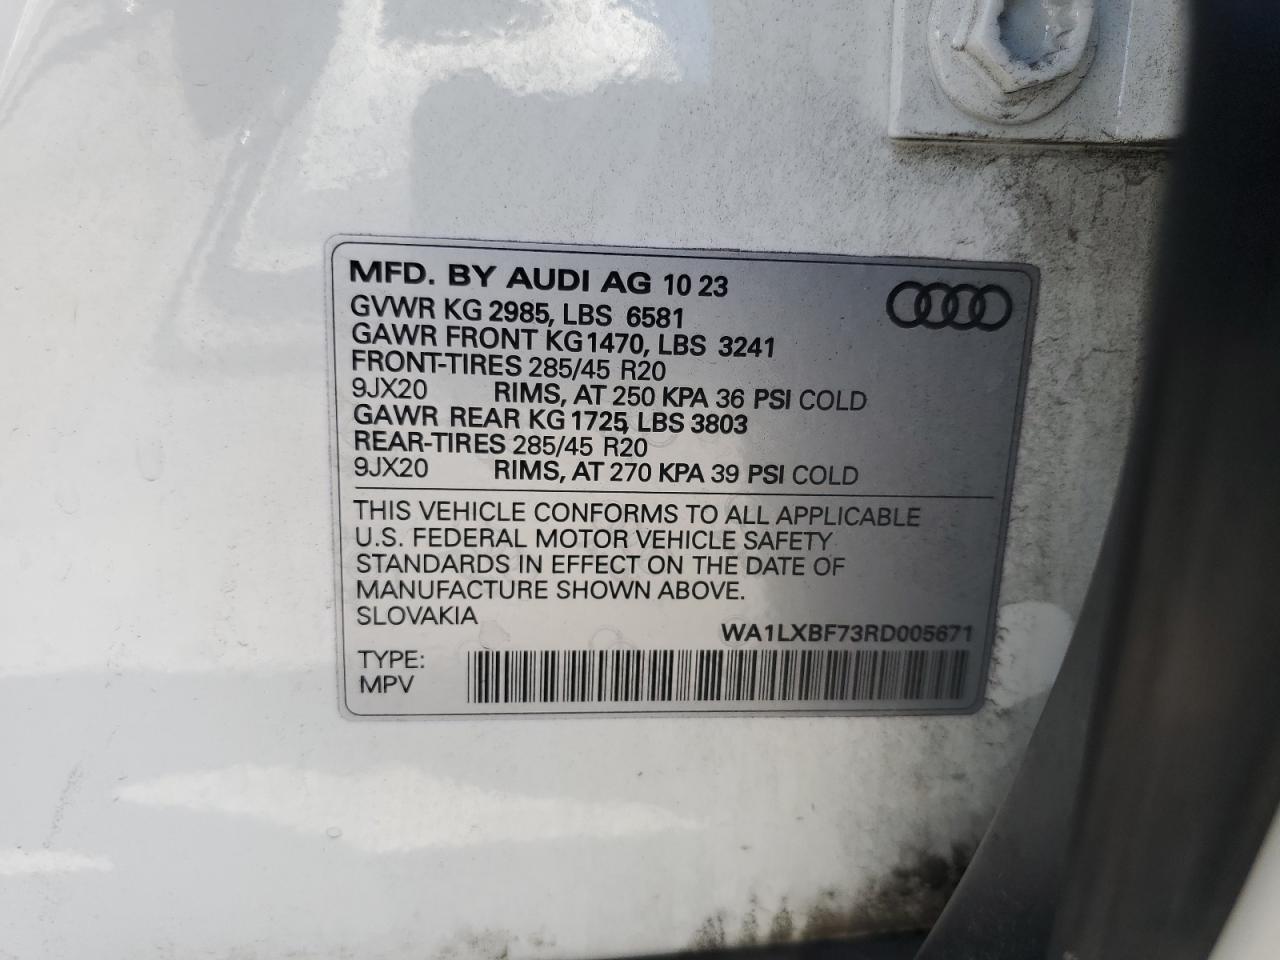 MFD. BY AUDI AG 10 23
GVWR KG 2985, LBS 6581
GAWR FRONT KG 1470, LBS 3241
FRONT-TIRES 285/45 R20
9JX20 RIMS, AT 250 KPA 36 PSI COLD
GAWR REAR KG 1725, LBS 3803
REAR-TIRES 285/45 R20
9JX20 RIMS, AT 270 KPA 39 PSI COLD
THIS VEHICLE CONFORMS TO ALL APPLICABLE
U.S. FEDERAL MOTOR VEHICLE SAFETY
STANDARDS IN EFFECT ON THE DATE OF
MANUFACTURE SHOWN ABOVE.
SLOVAKIA
WA1LXBF73RD005671
TYPE:
MPV